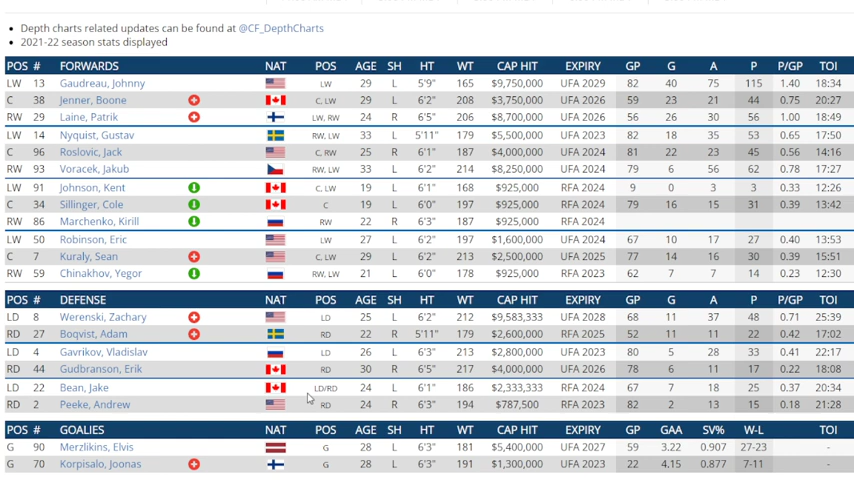 Depth charts related updates can be found at @CF_DepthCharts
2021-22 season stats displayed
POS # FORWARDS NAT POS AGE SH HT WT CAP HIT EXPIRY GP G A P P/GP TOI
LW 13 Gaudreau, Johnny LW 29 L 5'9" 165 $9,750,000 UFA 2029 82 40 75 115 1.40 18:34
C 38 Jenner, Boone C, LW 29 L 6'2" 208 $3,750,000 UFA 2026 59 23 21 44 0.75 20:27
RW 29 Laine, Patrik LW, RW 24 R 6'5" 206 $8,700,000 UFA 2026 56 26 30 56 1.00 18:49
LW 14 Nyquist, Gustav RW, LW 33 L 5'11" 179 $5,500,000 UFA 2023 82 18 35 53 0.65 17:50
C 96 Roslovic, Jack C, RW 25 R 6'1" 187 $4,000,000 UFA 2024 81 22 23 45 0.56 14:16
RW 93 Voracek, Jakub RW, LW 33 L 6'2" 214 $8,250,000 UFA 2024 79 6 56 62 0.78 17:27
LW 91 Johnson, Kent C, LW 19 L 6'1" 168 $925,000 RFA 2024 9 0 3 3 0.33 12:26
C 34 Sillinger, Cole C 19 L 6'0" 197 $925,000 RFA 2024 79 16 15 31 0.39 13:42
RW 86 Marchenko, Kirill RW 22 R 6'3" 187 $925,000 RFA 2024
LW 50 Robinson, Eric LW 27 L 6'2" 197 $1,600,000 UFA 2024 67 10 17 27 0.40 13:53
C 7 Kuraly, Sean C, LW 29 L 6'2" 213 $2,500,000 UFA 2025 77 14 16 30 0.39 15:51
RW 59 Chinakhov, Yegor RW, LW 21 L 6'0" 178 $925,000 RFA 2023 62 7 7 14 0.23 12:30
POS # DEFENSE NAT POS AGE SH HT WT CAP HIT EXPIRY GP G A P P/GP TOI
LD 8 Werenski, Zachary LD 25 L 6'2" 212 $9,583,333 UFA 2028 68 11 37 48 0.71 25:39
RD 27 Boqvist, Adam RD 22 R 5'11" 179 $2,600,000 RFA 2025 52 11 11 22 0.42 17:02
LD 4 Gavrikov, Vladislav LD 26 L 6'3" 213 $2,800,000 UFA 2023 80 5 28 33 0.41 22:17
RD 44 Gudbranson, Erik RD 30 R 6'5" 217 $4,000,000 UFA 2026 78 6 11 17 0.22 18:08
LD 22 Bean, Jake LD/RD 24 L 6'1" 186 $2,333,333 RFA 2024 67 7 18 25 0.37 20:34
RD 2 Peeke, Andrew RD 24 R 6'3" 194 $787,500 RFA 2023 82 2 13 15 0.18 21:28
POS # GOALIES NAT POS AGE SH HT WT CAP HIT EXPIRY GP GAA SV% W-L TOI
G 90 Merzlikins, Elvis G 28 L 6'3" 181 $5,400,000 UFA 2027 59 3.22 0.907 27-23 -
G 70 Korpisalo, Joonas G 28 L 6'3" 191 $1,300,000 UFA 2023 22 4.15 0.877 7-11 -